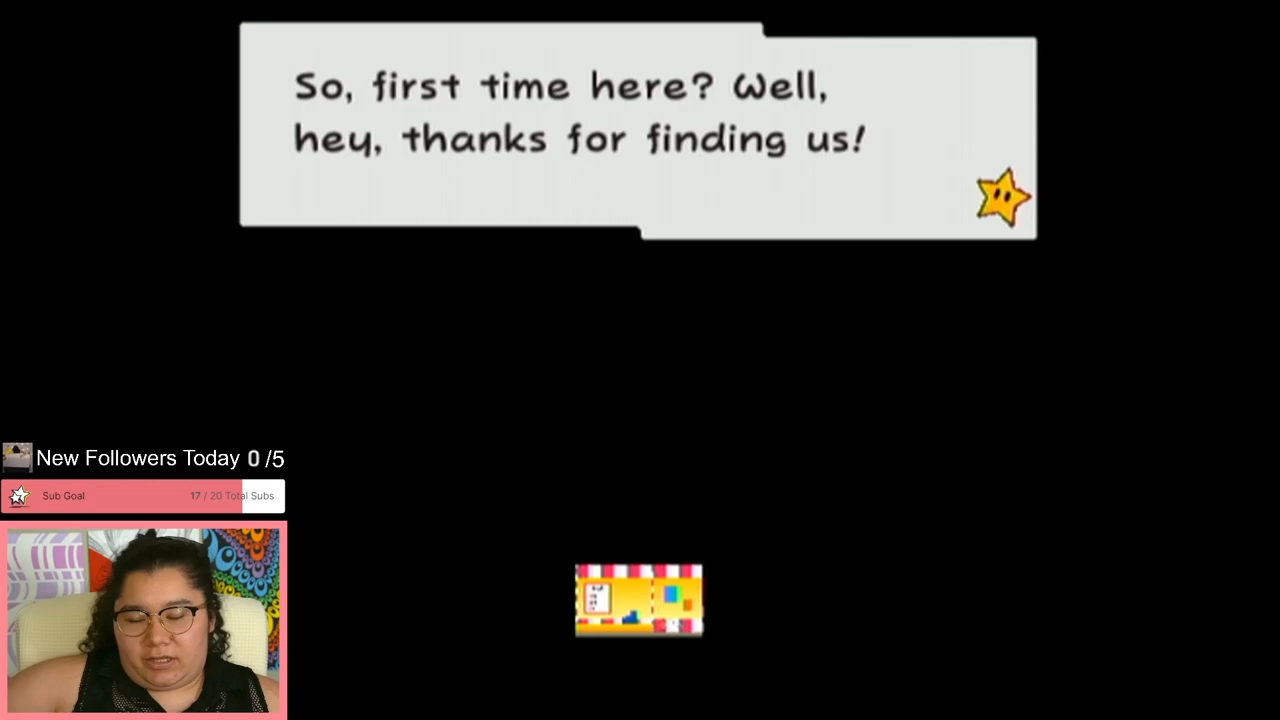 So, first time here? Well,
hey, thanks for finding us!
New Followers Today 0 /5
Sub Goal 17 / 20 Total Subs